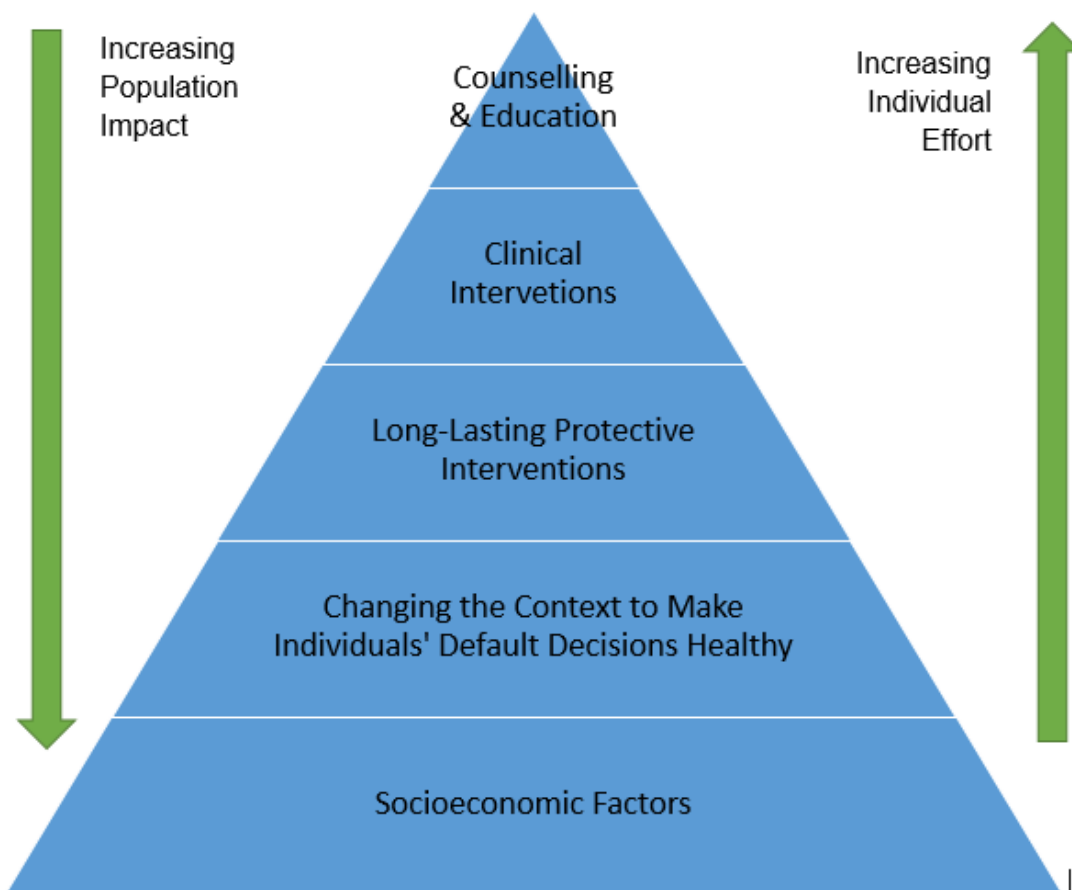 Increasing
Population
Impact
Counselling
& Education
Increasing
Individual
Effort
Clinical
Intervetions
Long-Lasting Protective
Interventions
Changing the Context to Make
Individuals' Default Decisions Healthy
Socioeconomic Factors